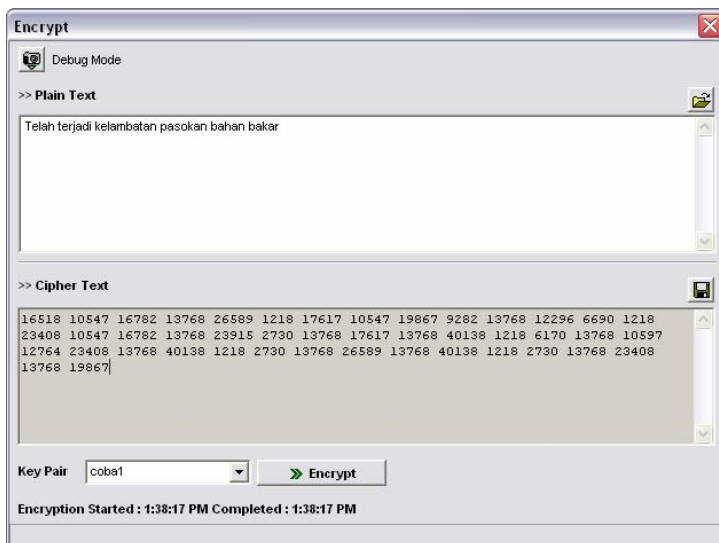 Encrypt
Debug Mode
>> Plain Text
Telah terjadi kelambatan pasokan bahan bakar
>> Cipher Text
16518 10547 16782 13768 26589 1218 17617 10547 19867 9282 13768 12296 6690 1218
23408 10547 16782 13768 23915 2730 13768 17617 13768 40138 1218 6170 13768 10597
12764 23408 13768 40138 1218 2730 13768 26589 13768 40138 1218 2730 13768 23408
13768 19867
Key Pair coba1 Encrypt
Encryption Started : 1:38:17 PM Completed : 1:38:17 PM